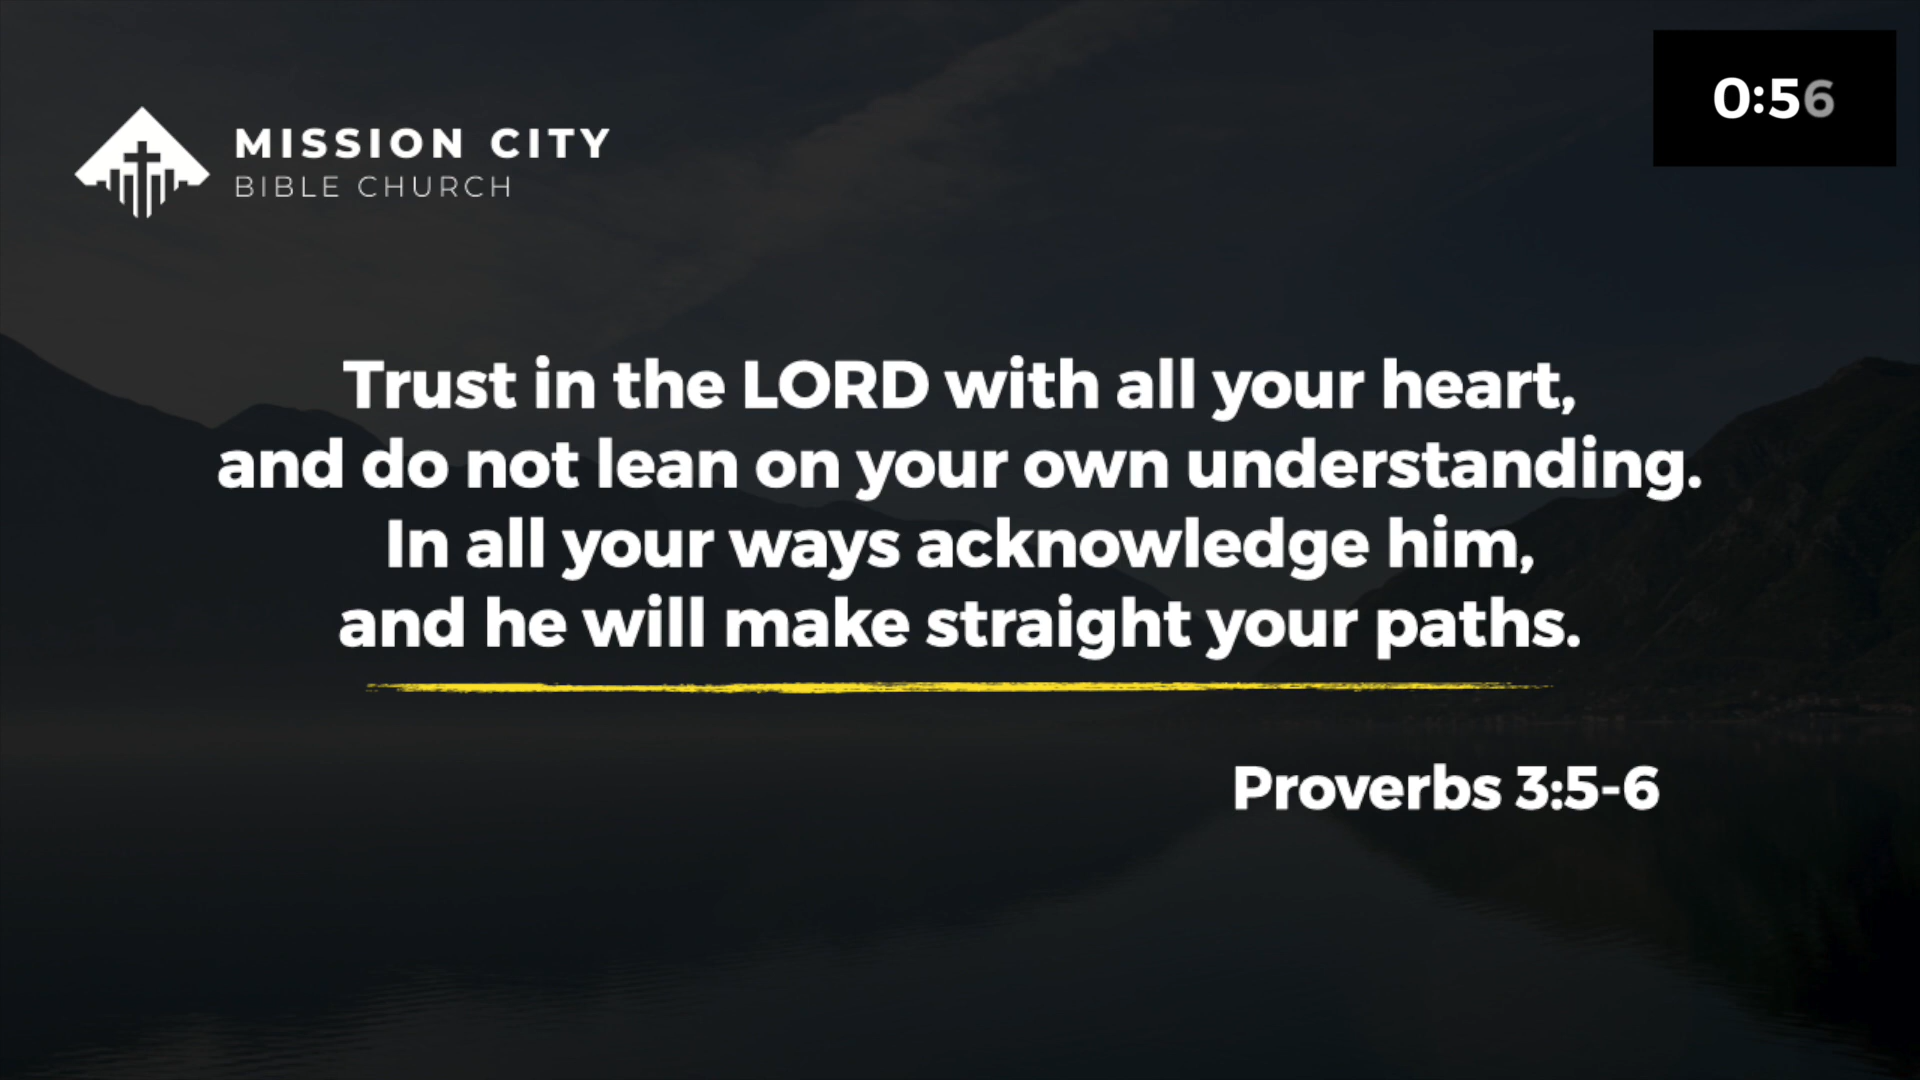 MISSION CITY
BIBLE CHURCH
0:56
Trust in the LORD with all your heart,
and do not lean on your own understanding.
In all your ways acknowledge him,
and he will make straight your paths.
Proverbs 3:5-6